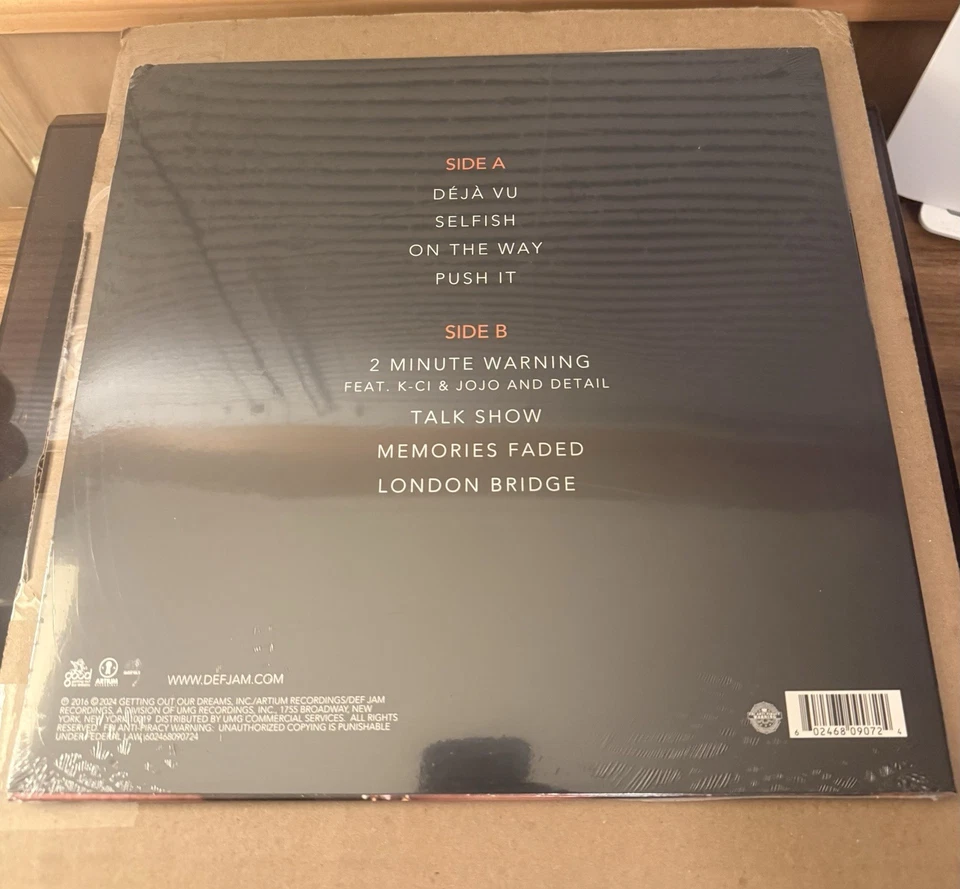 SIDE A
DÉJÀ VU
SELFISH
ON THE WAY
PUSH IT
SIDE B
2 MINUTE WARNING
FEAT. K-CI & JOJO AND DETAIL
TALK SHOW
MEMORIES FADED
LONDON BRIDGE
good
ARTIUM
WWW.DEFJAM.COM
℗ 2016 © 2024 GETTING OUT OUR DREAMS, INC./ARTIUM RECORDINGS/DEF JAM
RECORDINGS, A DIVISION OF UMG RECORDINGS, INC., 1755 BROADWAY, NEW
YORK, NEW YORK 10019 DISTRIBUTED BY UMG COMMERCIAL SERVICES. ALL RIGHTS
RESERVED. FBI ANTI-PIRACY WARNING: UNAUTHORIZED COPYING IS PUNISHABLE
UNDER FEDERAL LAW. 602468090724
6 02468 09072 4